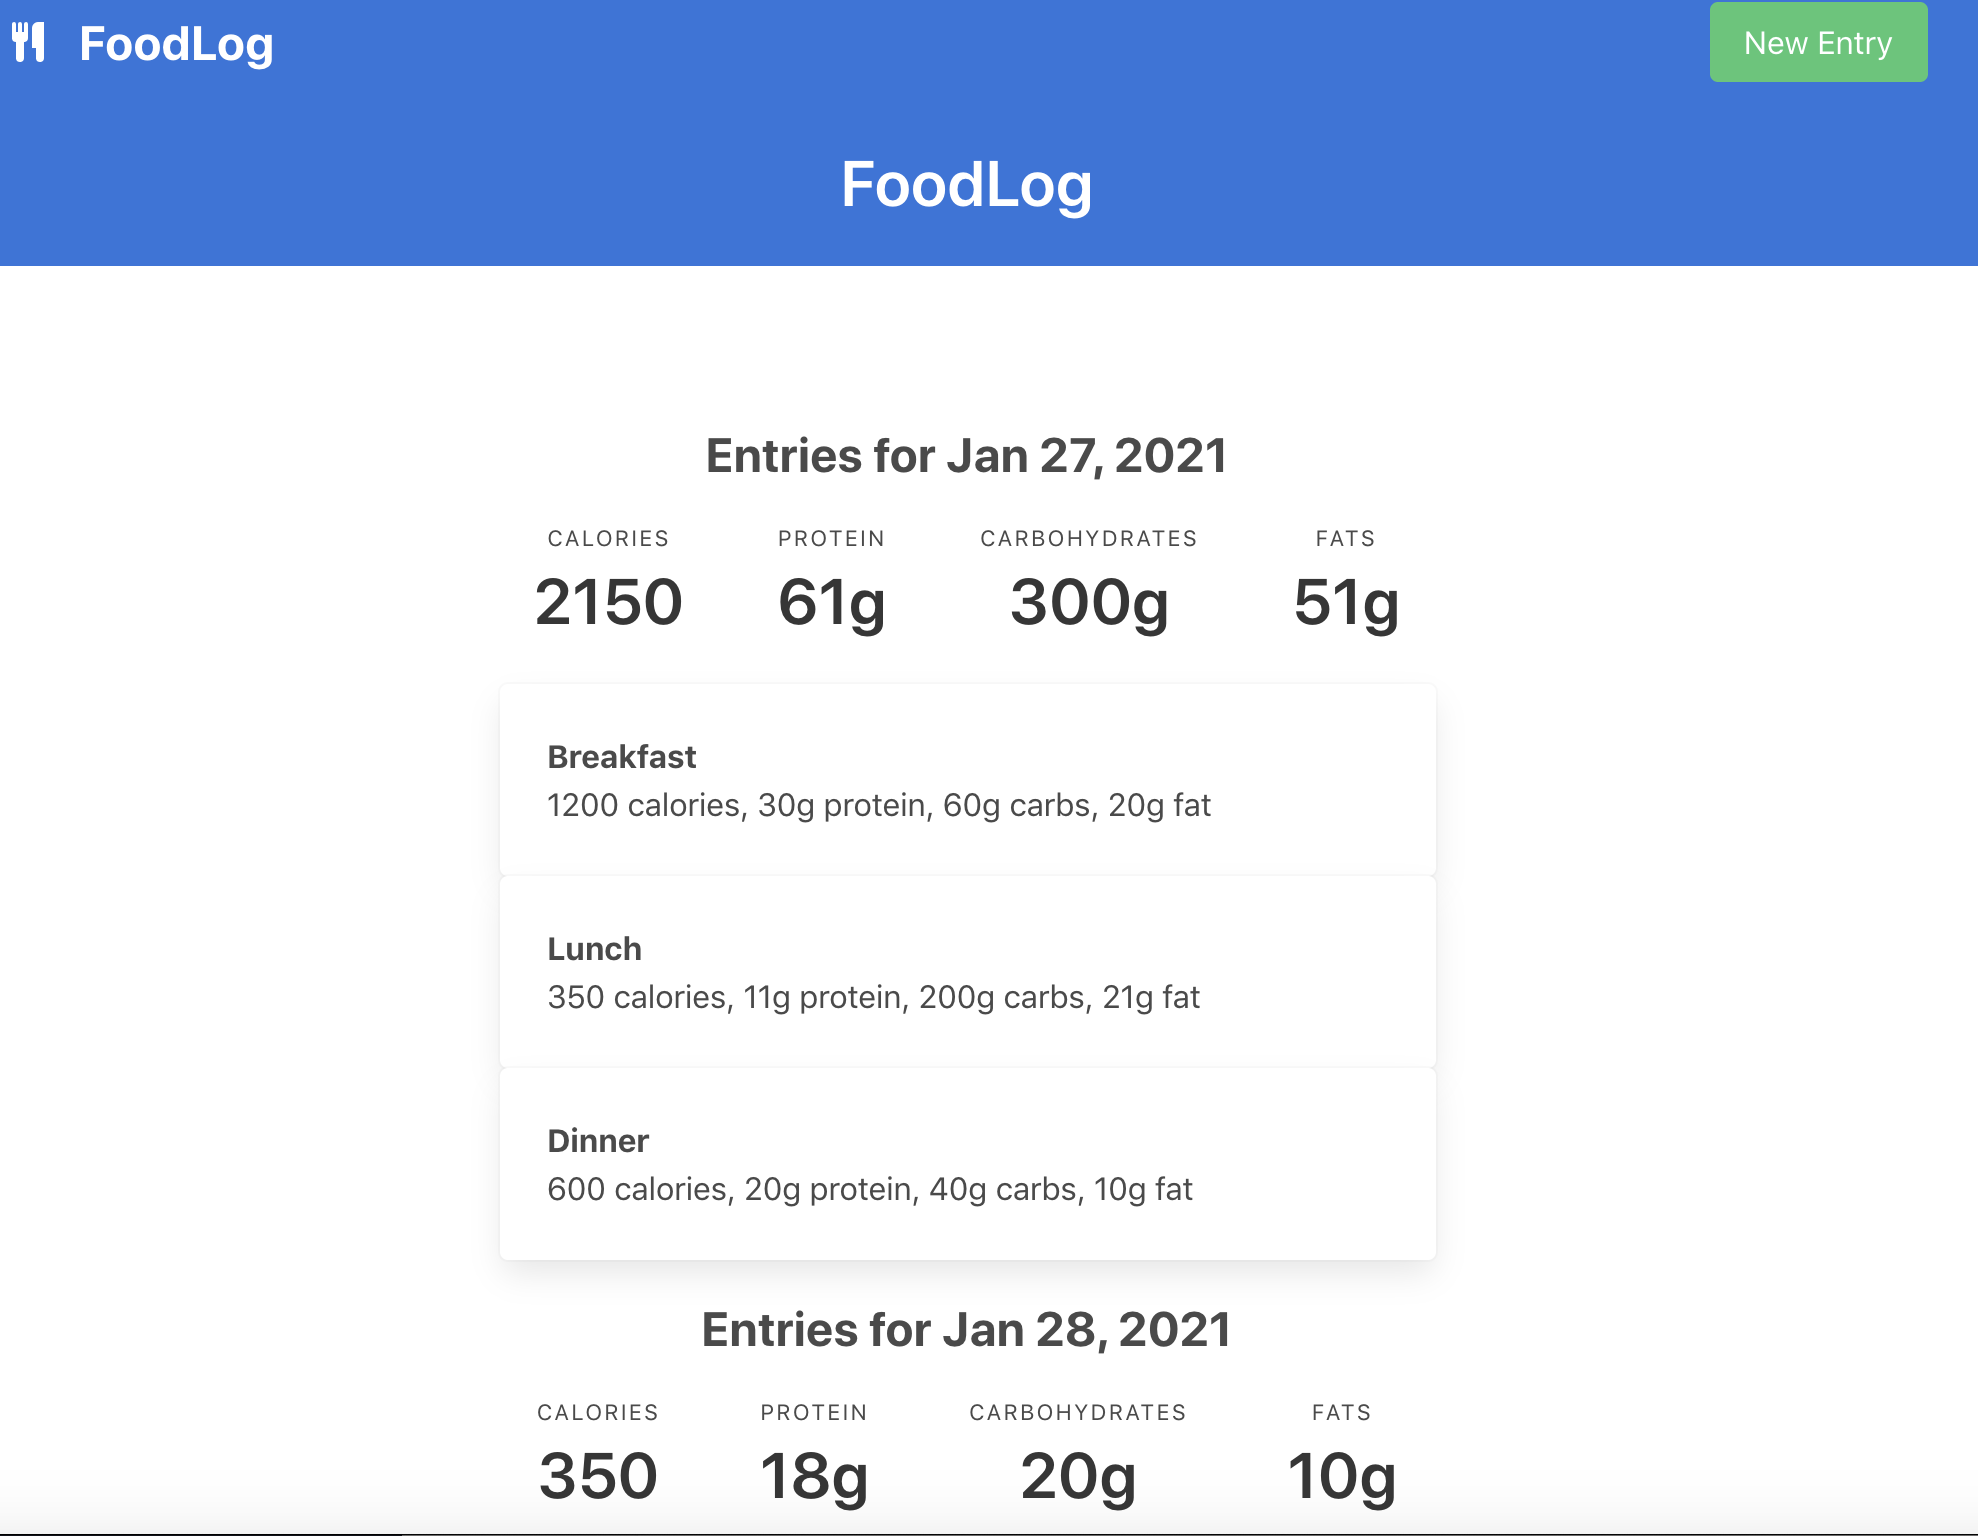 FoodLog
New Entry
FoodLog
Entries for Jan 27, 2021
CALORIES PROTEIN CARBOHYDRATES FATS
2150 61g 300g 51g
Breakfast
1200 calories, 30g protein, 60g carbs, 20g fat
Lunch
350 calories, 11g protein, 200g carbs, 21g fat
Dinner
600 calories, 20g protein, 40g carbs, 10g fat
Entries for Jan 28, 2021
CALORIES PROTEIN CARBOHYDRATES FATS
350 18g 20g 10g